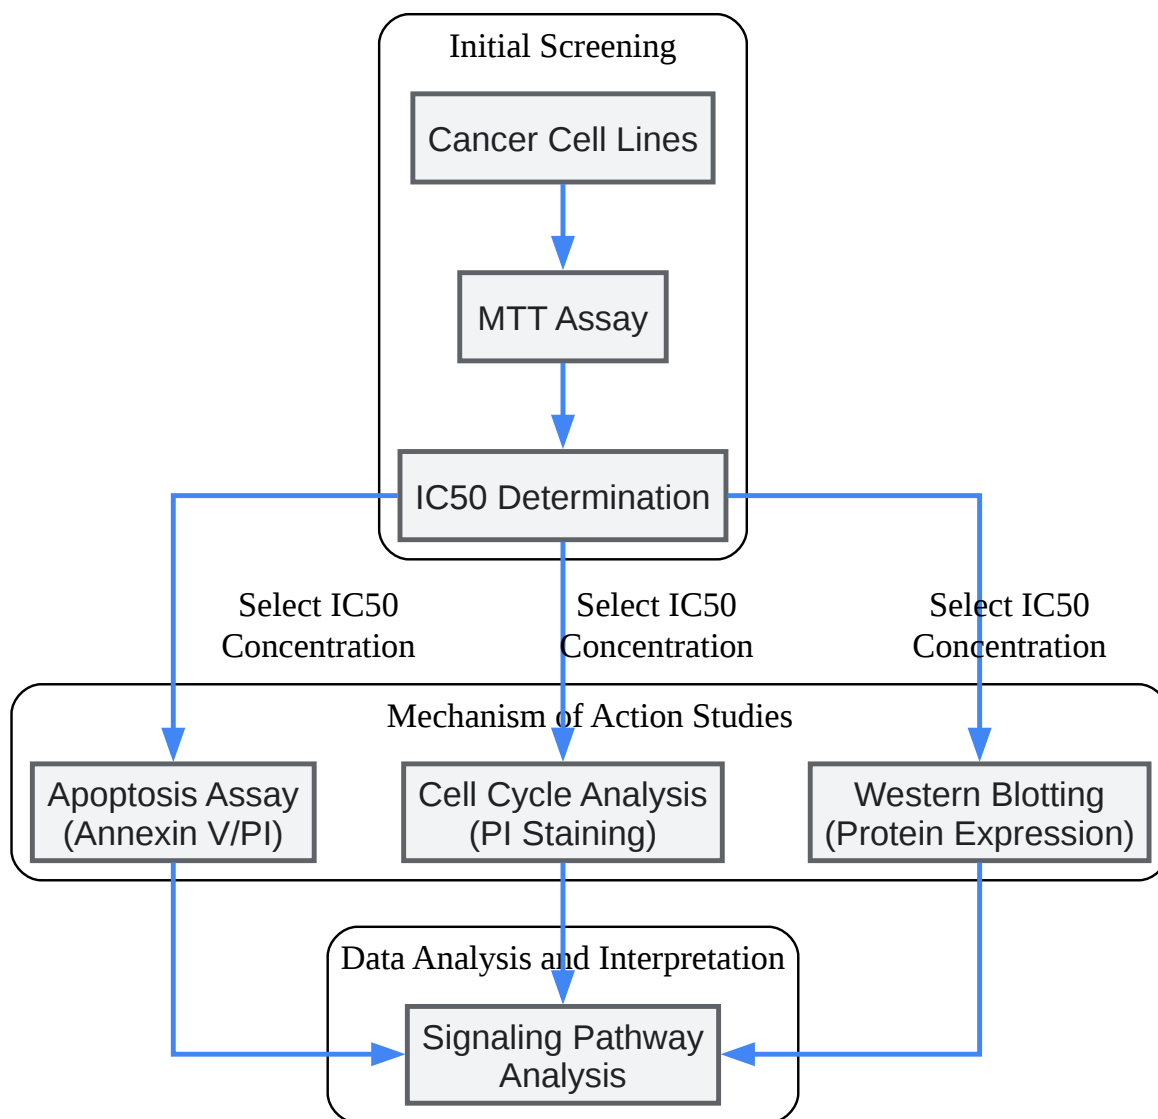 Initial Screening
Cancer Cell Lines
MTT Assay
IC50 Determination
Select IC50
Concentration
Select IC50
Concentration
Select IC50
Concentration
Mechanism of Action Studies
Apoptosis Assay
(Annexin V/PI)
Cell Cycle Analysis
(PI Staining)
Western Blotting
(Protein Expression)
Data Analysis and Interpretation
Signaling Pathway
Analysis